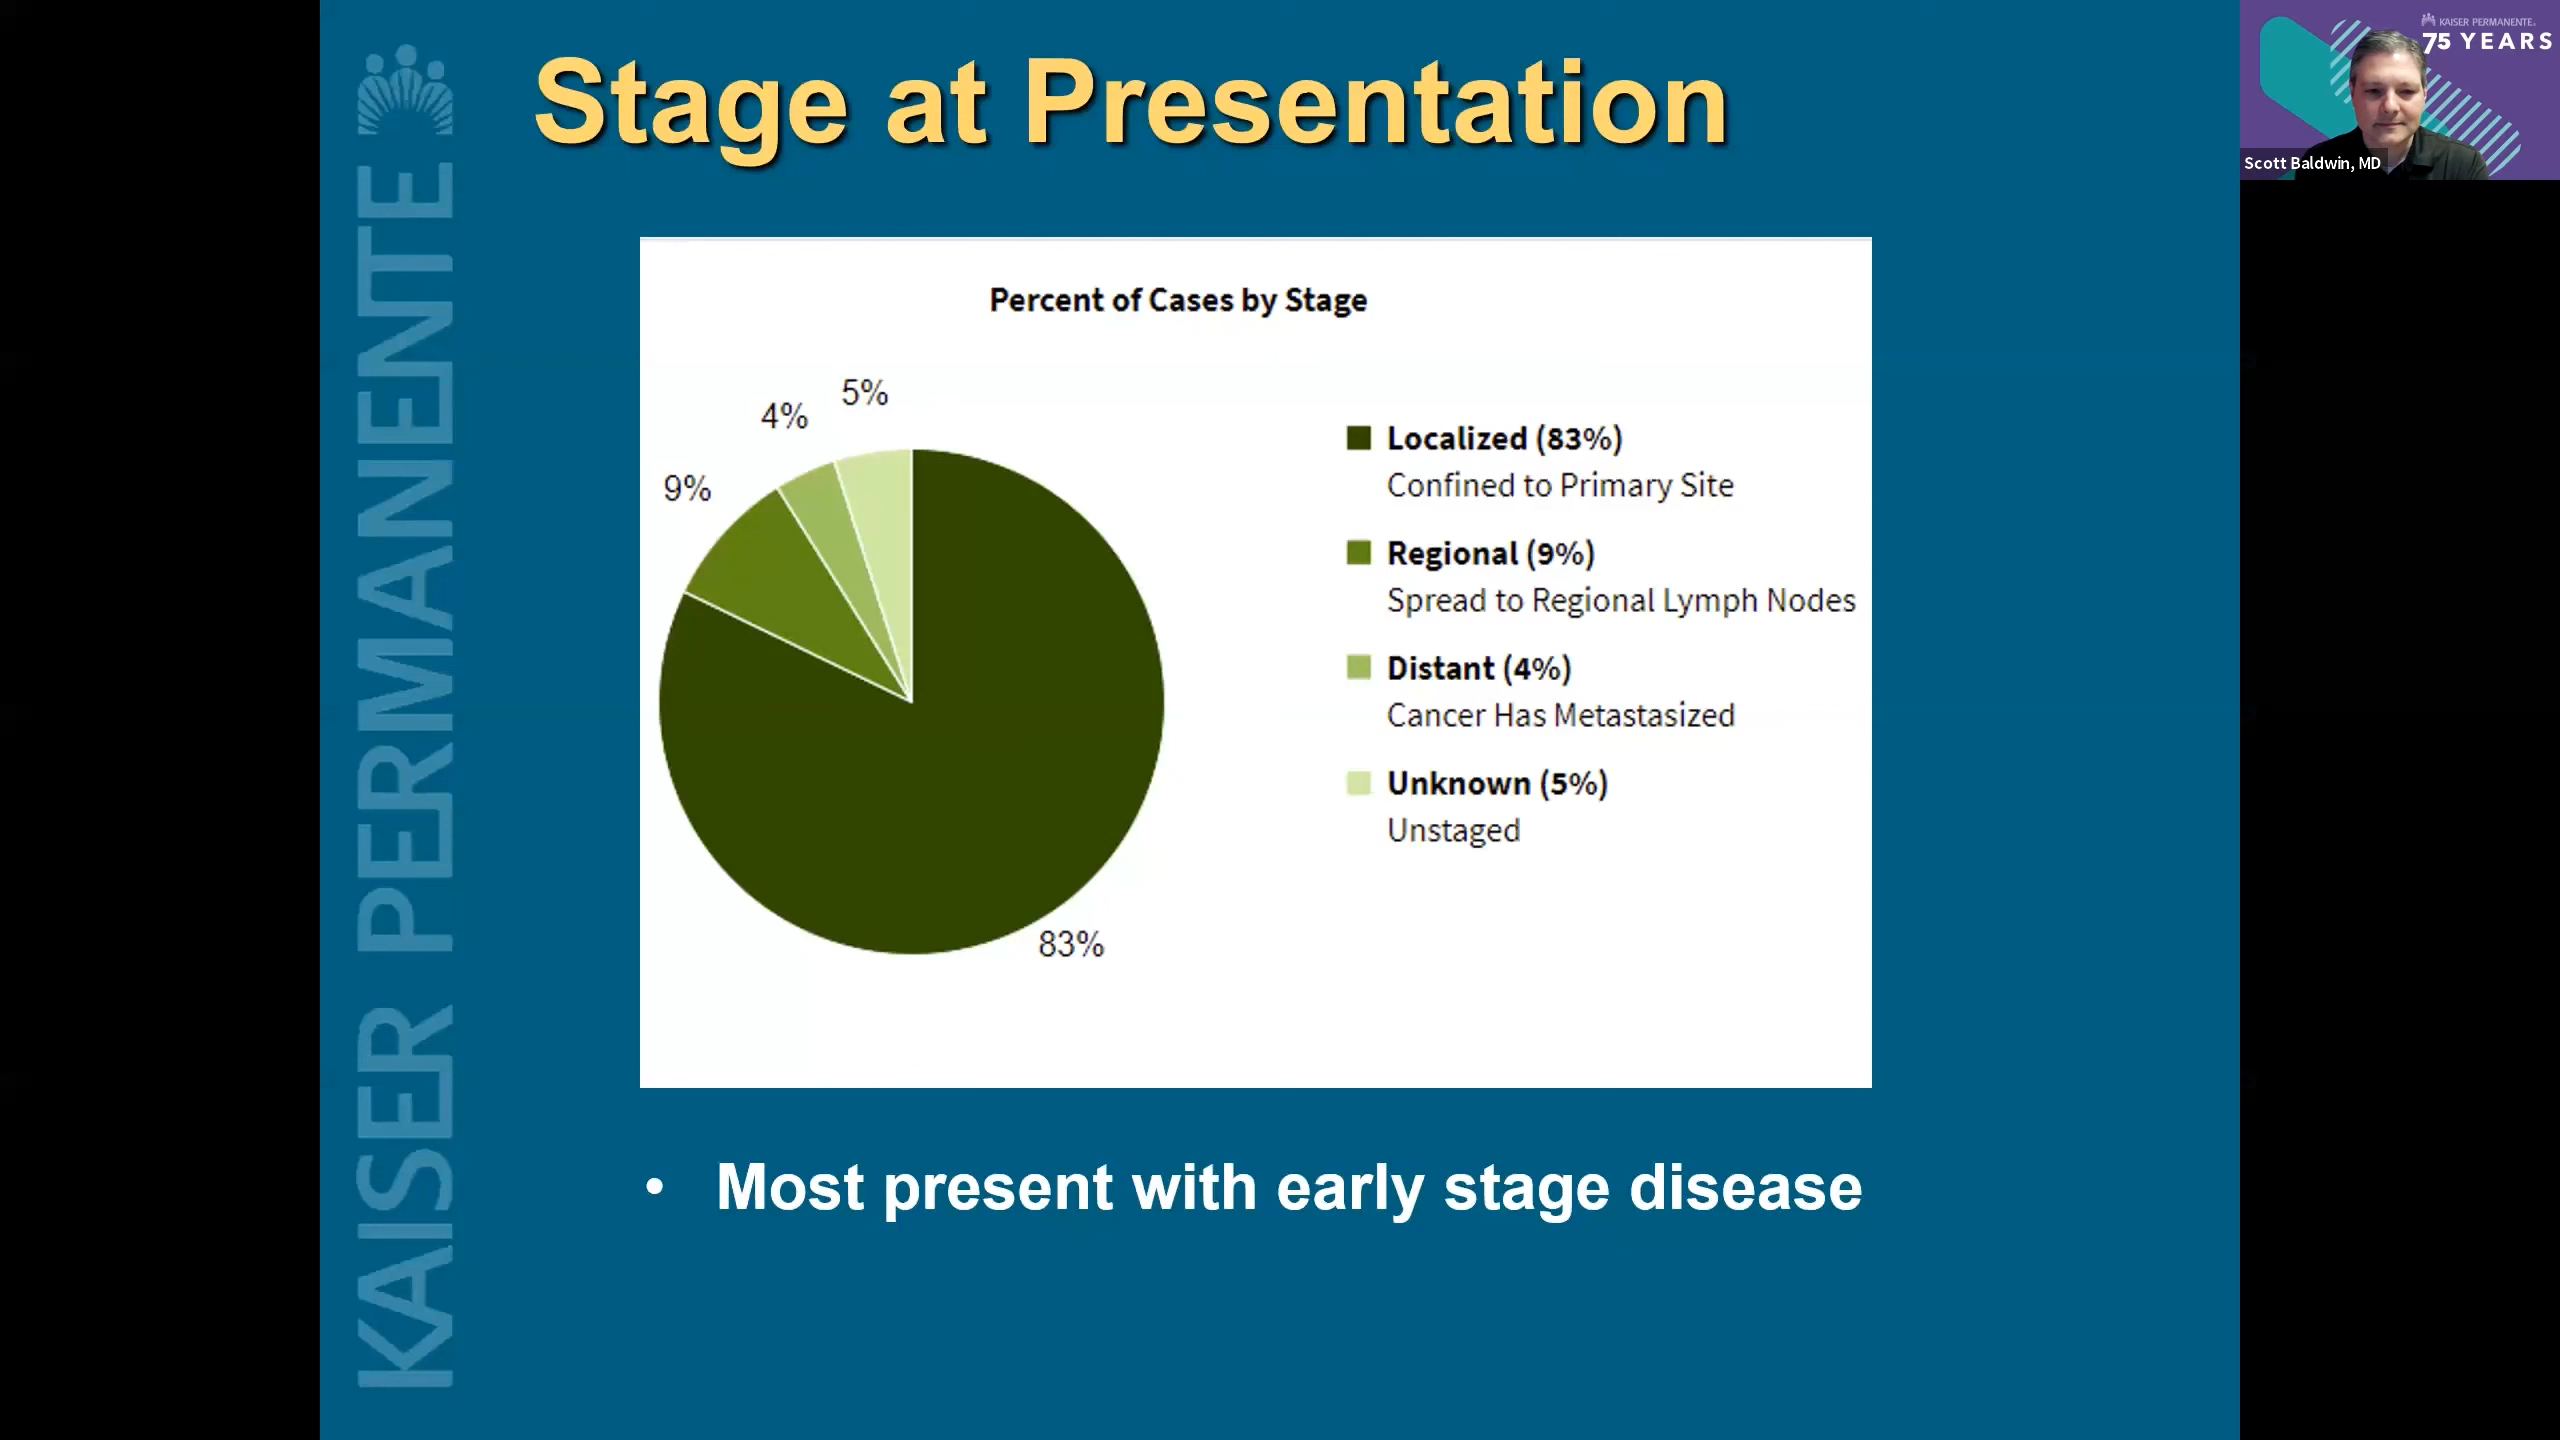 KAISER PERMANENTE
Stage at Presentation
Percent of Cases by Stage
5%
4%
9%
83%
Localized (83%)
Confined to Primary Site
Regional (9%)
Spread to Regional Lymph Nodes
Distant (4%)
Cancer Has Metastasized
Unknown (5%)
Unstaged
• Most present with early stage disease
KAISER PERMANENTE.
75 YEARS
Scott Baldwin, MD